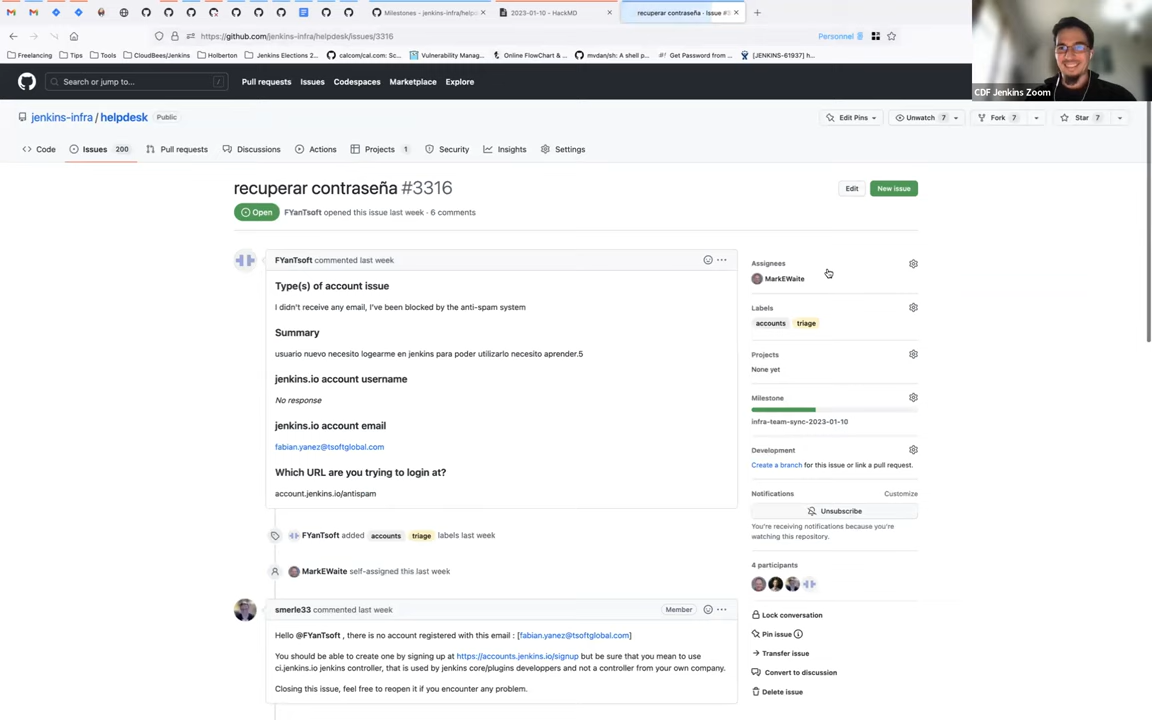 Milestones - jenkins-infra/helpd
2023-01-10 - HackMD
recuperar contraseña · Issue #3
https://github.com/jenkins-infra/helpdesk/issues/3316
Personnel
Freelancing
Tips
Tools
CloudBees/Jenkins
Holberton
Jenkins Elections 2...
calcom/cal.com: Sc...
Vulnerability Manag...
Online FlowChart & ...
mvdan/sh: A shell p...
Get Password from ...
[JENKINS-61937] h...
CDF Jenkins Zoom
Search or jump to...
/
Pull requests
Issues
Codespaces
Marketplace
Explore
jenkins-infra / helpdesk
Public
Edit Pins
Unwatch 7
Fork 7
Star 7
Code
Issues 200
Pull requests
Discussions
Actions
Projects 1
Security
Insights
Settings
recuperar contraseña #3316
Edit
New issue
Open
FYanTsoft opened this issue last week · 6 comments
FYanTsoft commented last week
Type(s) of account issue
I didn't receive any email, I've been blocked by the anti-spam system
Summary
usuario nuevo necesito logearme en jenkins para poder utilizarlo necesito aprender.5
jenkins.io account username
No response
jenkins.io account email
fabian.yanez@tsoftglobal.com
Which URL are you trying to login at?
account.jenkins.io/antispam
FYanTsoft added accounts triage labels last week
MarkEWaite self-assigned this last week
smerle33 commented last week
Member
Hello @FYanTsoft , there is no account registered with this email : [fabian.yanez@tsoftglobal.com]
You should be able to create one by signing up at https://accounts.jenkins.io/signup but be sure that you mean to use
ci.jenkins.io jenkins controller, that is used by jenkins core/plugins developpers and not a controller from your own company.
Closing this issue, feel free to reopen it if you encounter any problem.
Assignees
MarkEWaite
Labels
accounts
triage
Projects
None yet
Milestone
infra-team-sync-2023-01-10
Development
Create a branch for this issue or link a pull request.
Notifications
Customize
Unsubscribe
You're receiving notifications because you're
watching this repository.
4 participants
Lock conversation
Pin issue
Transfer issue
Convert to discussion
Delete issue